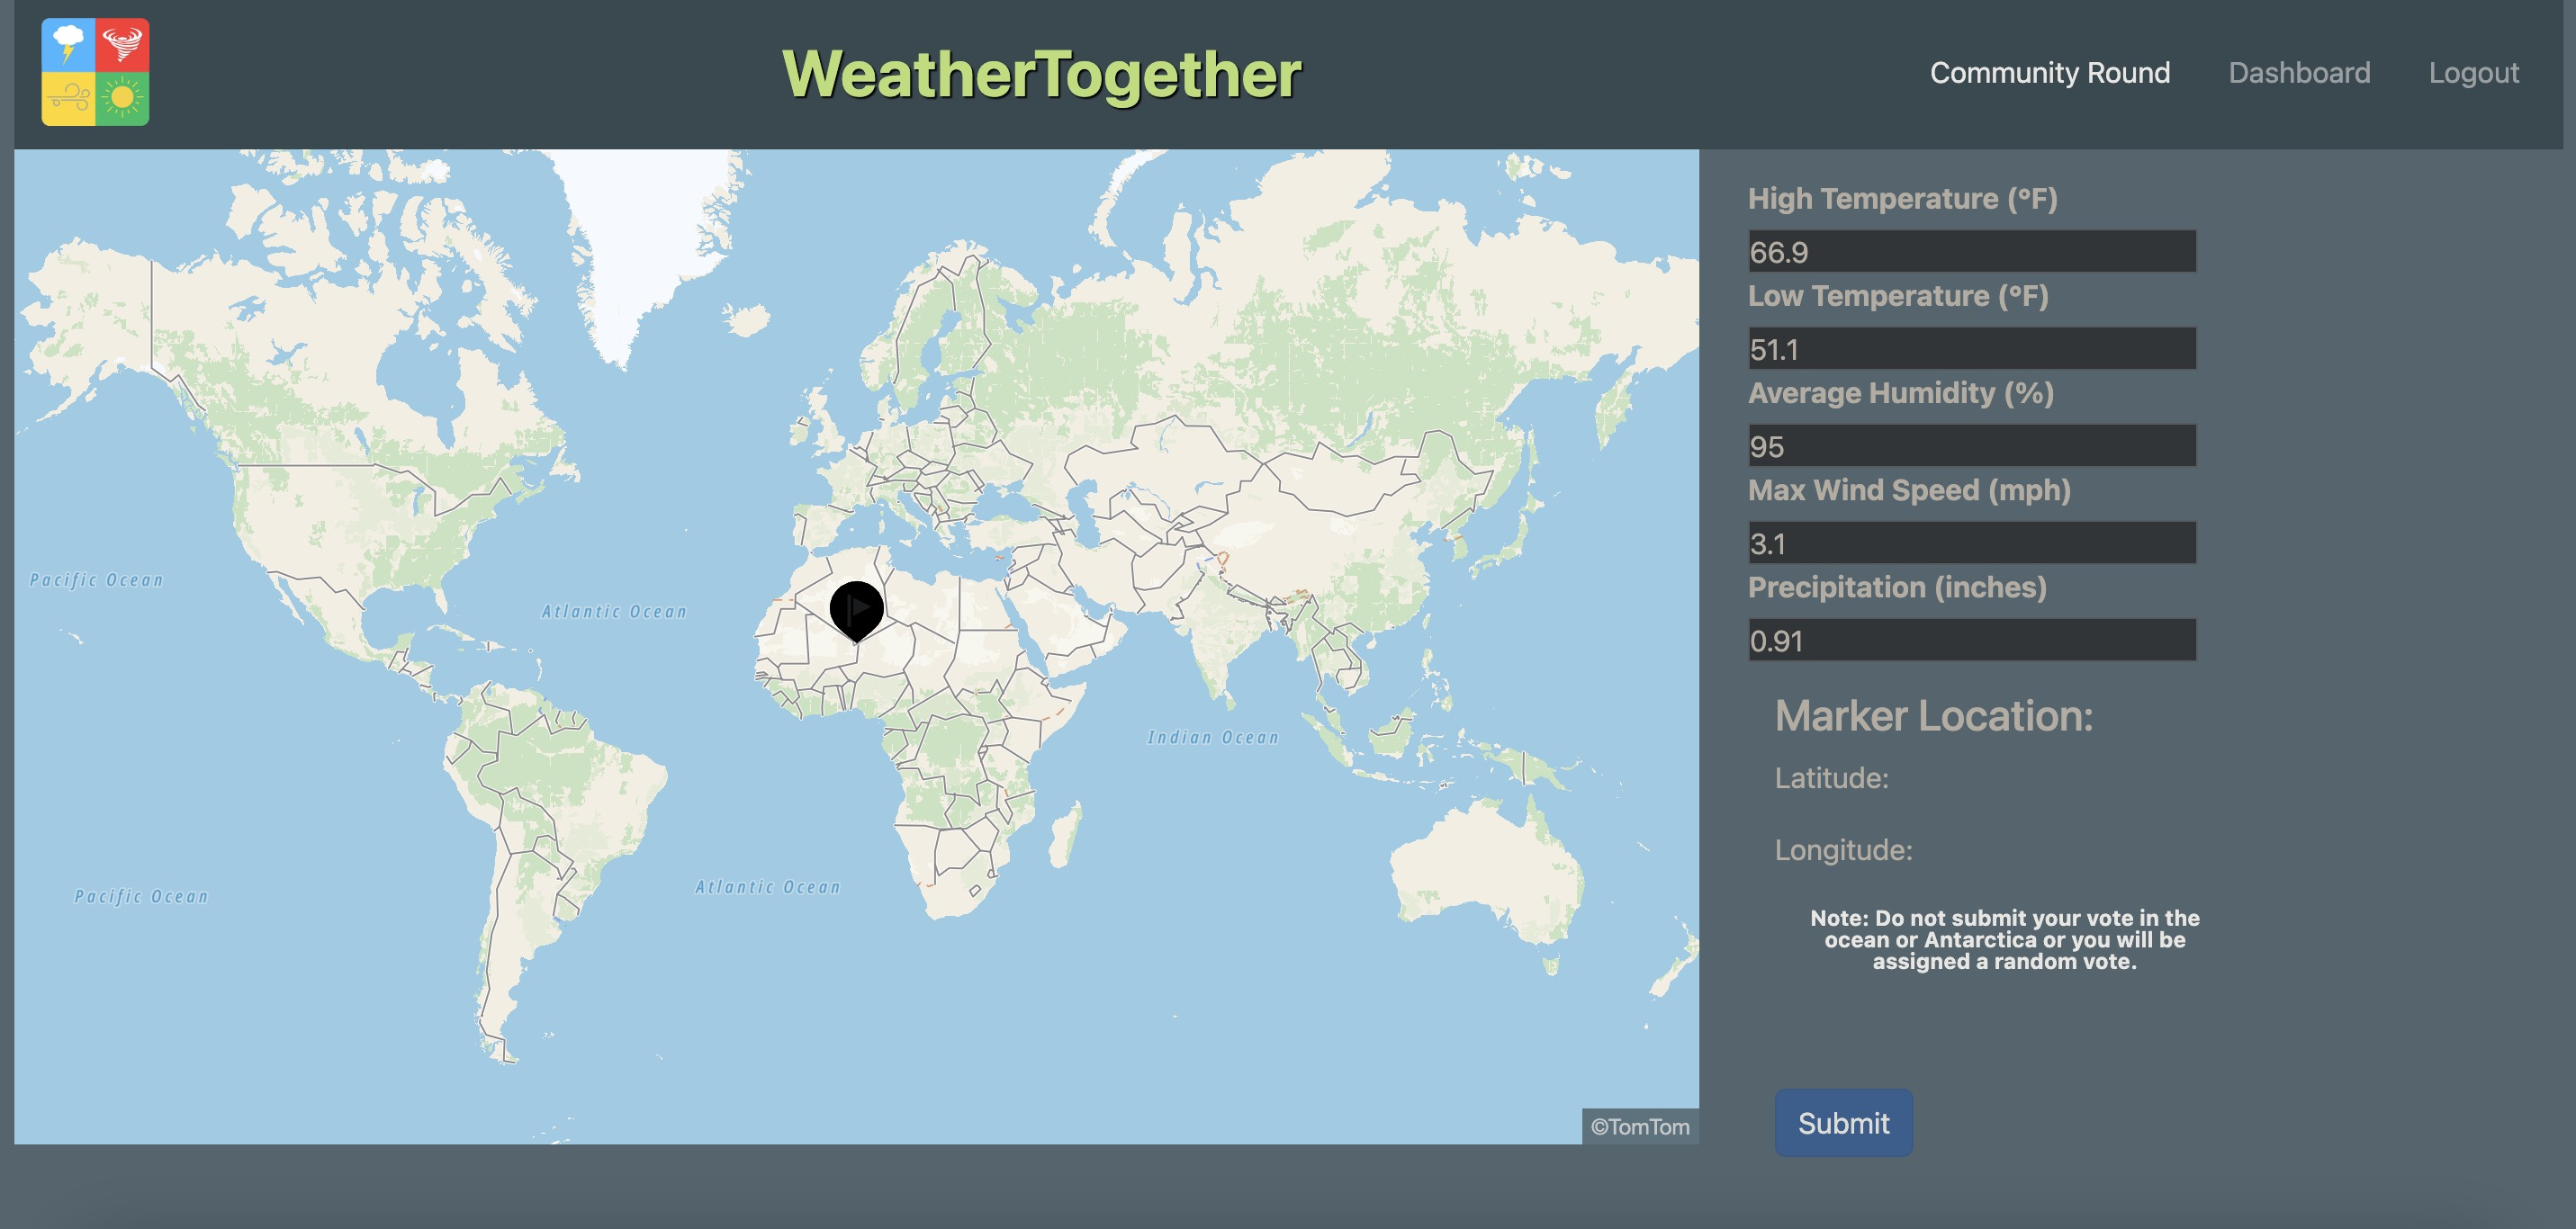 WeatherTogether
Community Round
Dashboard
Logout
High Temperature (°F)
66.9
Low Temperature (°F)
51.1
Average Humidity (%)
95
Max Wind Speed (mph)
3.1
Precipitation (inches)
0.91
Marker Location:
Latitude:
Longitude:
Note: Do not submit your vote in the
ocean or Antarctica or you will be
assigned a random vote.
Submit
Pacific Ocean
Atlantic Ocean
Indian Ocean
Atlantic Ocean
Pacific Ocean
©TomTom